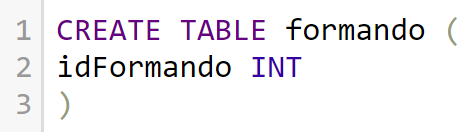 1 CREATE TABLE formando (
2 idFormando INT
3 )